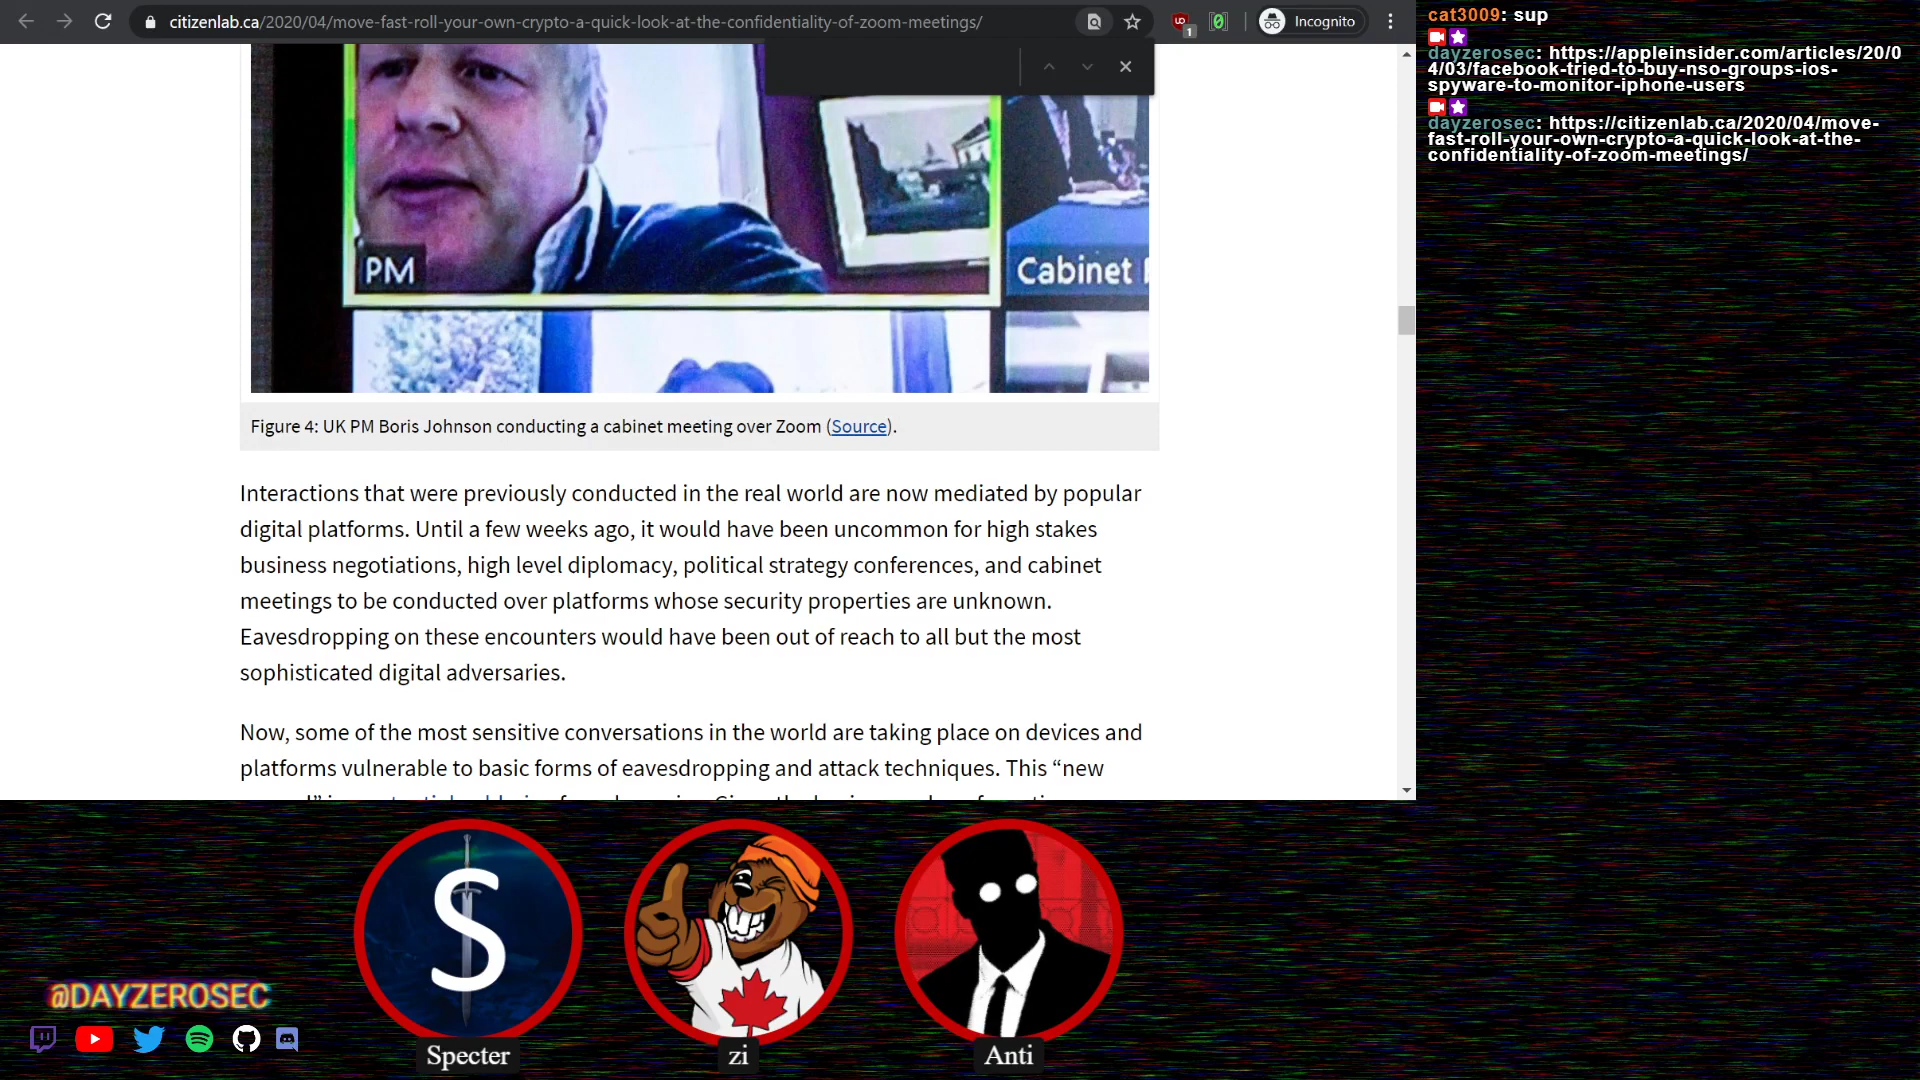 citizenlab.ca/2020/04/move-fast-roll-your-own-crypto-a-quick-look-at-the-confidentiality-of-zoom-meetings/
1
Incognito
PM
Cabinet
Figure 4: UK PM Boris Johnson conducting a cabinet meeting over Zoom (Source).
Interactions that were previously conducted in the real world are now mediated by popular
digital platforms. Until a few weeks ago, it would have been uncommon for high stakes
business negotiations, high level diplomacy, political strategy conferences, and cabinet
meetings to be conducted over platforms whose security properties are unknown.
Eavesdropping on these encounters would have been out of reach to all but the most
sophisticated digital adversaries.
Now, some of the most sensitive conversations in the world are taking place on devices and
platforms vulnerable to basic forms of eavesdropping and attack techniques. This “new
cat3009: sup
dayzerosec: https://appleinsider.com/articles/20/0
4/03/facebook-tried-to-buy-nso-groups-ios-
spyware-to-monitor-iphone-users
dayzerosec: https://citizenlab.ca/2020/04/move-
fast-roll-your-own-crypto-a-quick-look-at-the-
confidentiality-of-zoom-meetings/
S
@DAYZEROSEC
Specter
zi
Anti